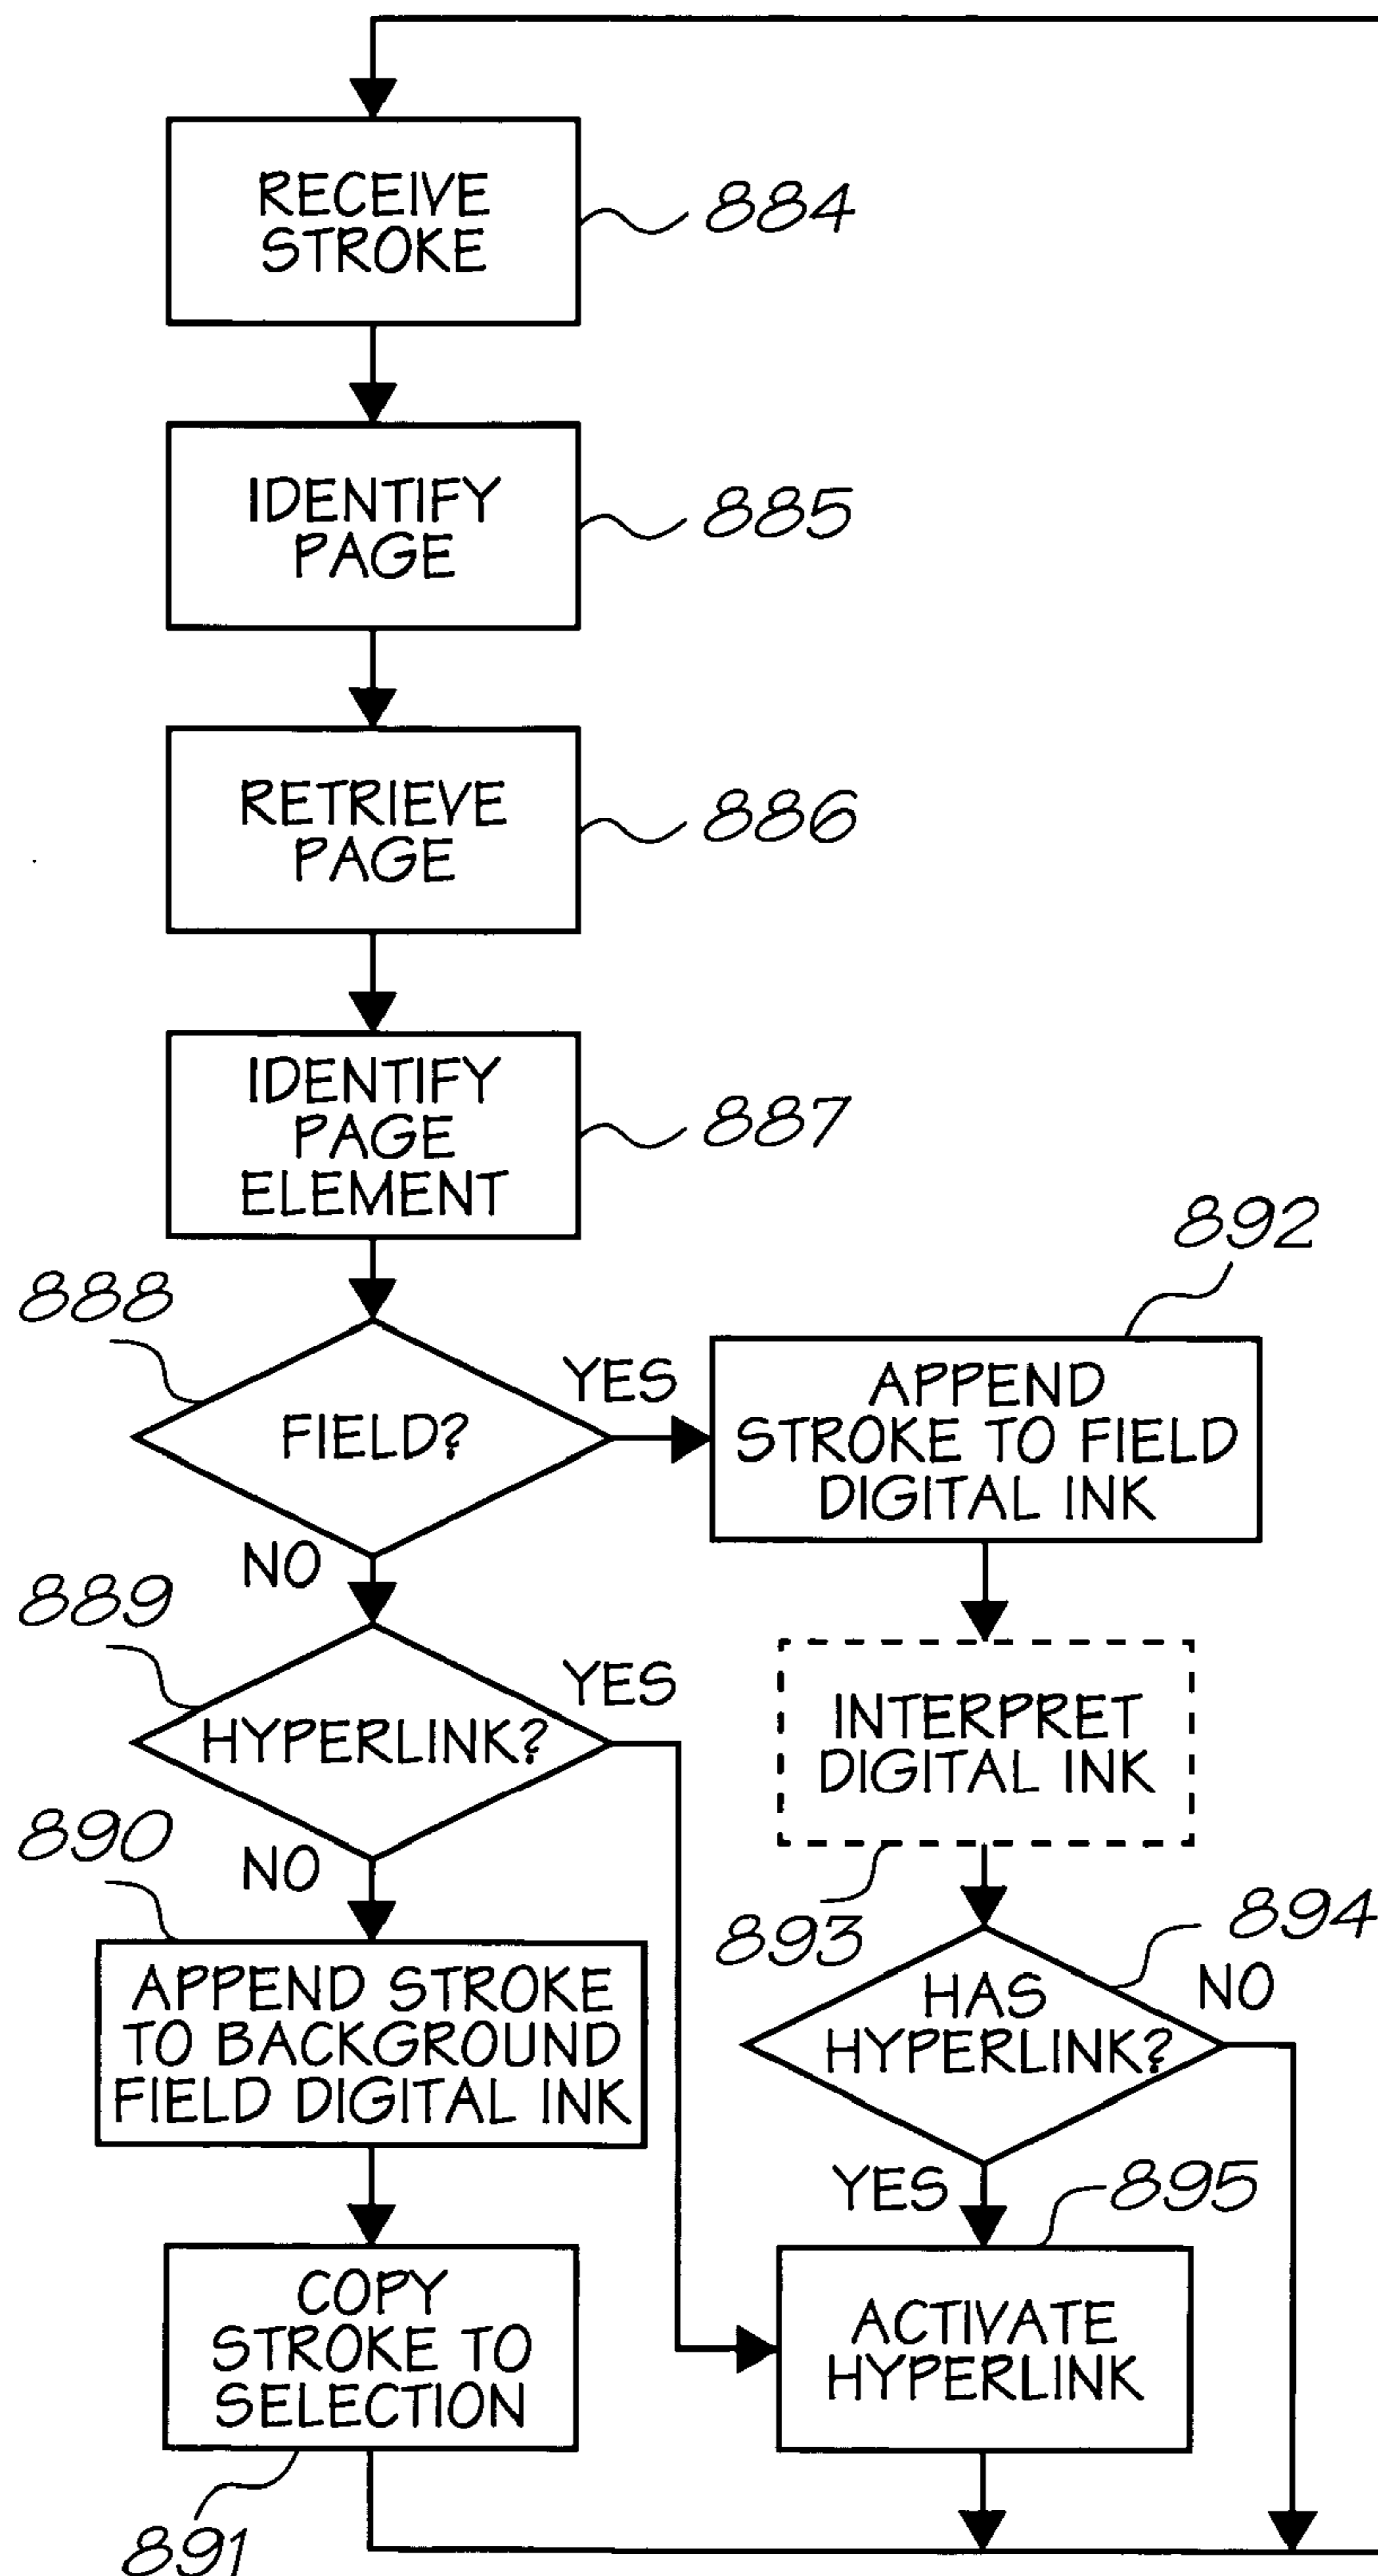 RECEIVE
STROKE
884
IDENTIFY
PAGE
885
RETRIEVE
PAGE
886
IDENTIFY
PAGE
ELEMENT
887
888
FIELD?
YES
NO
892
APPEND
STROKE TO FIELD
DIGITAL INK
889
HYPERLINK?
YES
NO
INTERPRET
DIGITAL INK
893
890
APPEND STROKE
TO BACKGROUND
FIELD DIGITAL INK
894
HAS
HYPERLINK?
NO
YES
895
COPY
STROKE TO
SELECTION
891
ACTIVATE
HYPERLINK